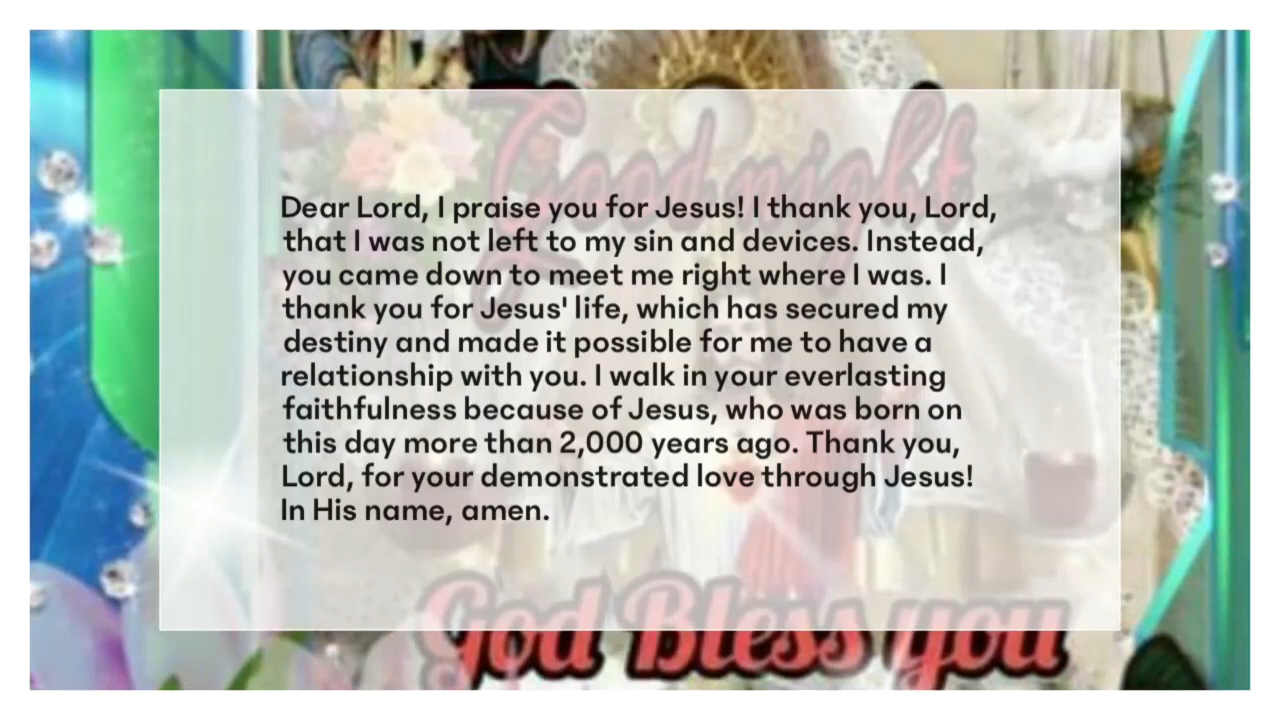 Good night
Dear Lord, I praise you for Jesus! I thank you, Lord,
that I was not left to my sin and devices. Instead,
you came down to meet me right where I was. I
thank you for Jesus' life, which has secured my
destiny and made it possible for me to have a
relationship with you. I walk in your everlasting
faithfulness because of Jesus, who was born on
this day more than 2,000 years ago. Thank you,
Lord, for your demonstrated love through Jesus!
In His name, amen.
God Bless you